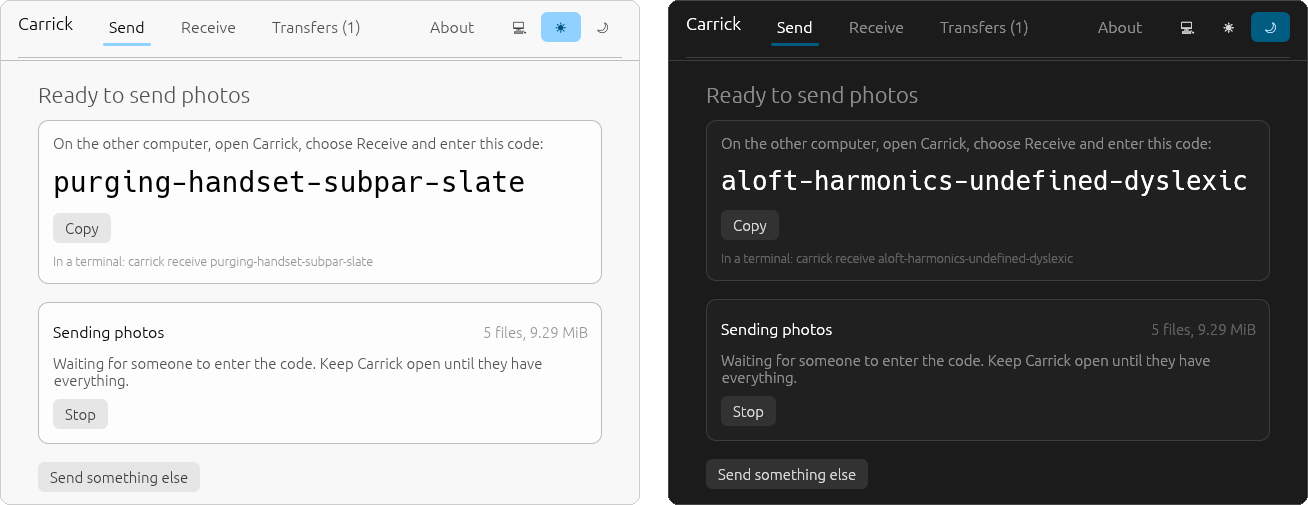 Carrick Send Receive Transfers (1) About
Ready to send photos
On the other computer, open Carrick, choose Receive and enter this code:
purging-handset-subpar-slate
Copy
In a terminal: carrick receive purging-handset-subpar-slate
Sending photos 5 files, 9.29 MiB
Waiting for someone to enter the code. Keep Carrick open until they have
everything.
Stop
Send something else
Carrick Send Receive Transfers (1) About
Ready to send photos
On the other computer, open Carrick, choose Receive and enter this code:
aloft-harmonics-undefined-dyslexic
Copy
In a terminal: carrick receive aloft-harmonics-undefined-dyslexic
Sending photos 5 files, 9.29 MiB
Waiting for someone to enter the code. Keep Carrick open until they have
everything.
Stop
Send something else